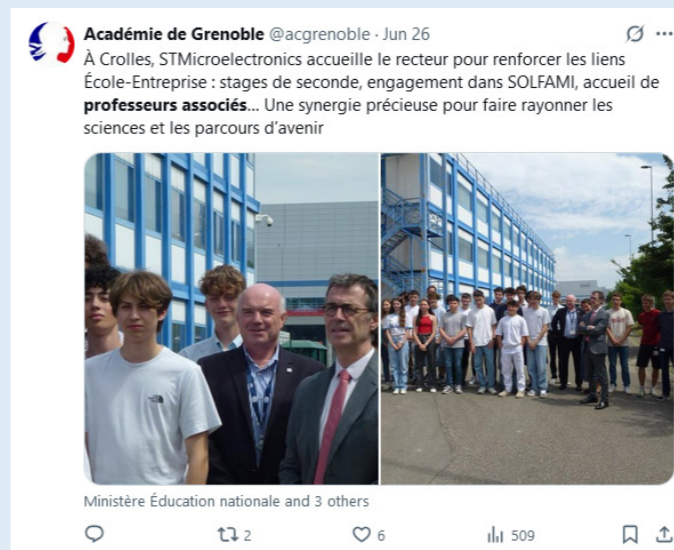 Académie de Grenoble @acgrenoble · Jun 26
À Crolles, STMicroelectronics accueille le recteur pour renforcer les liens
École-Entreprise : stages de seconde, engagement dans SOLFAMI, accueil de
professeurs associés... Une synergie précieuse pour faire rayonner les
sciences et les parcours d’avenir
Ministère Éducation nationale and 3 others
2
6
509